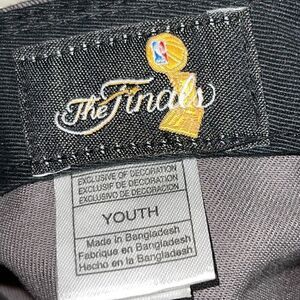 The Finals
EXCLUSIVE OF DECORATION
EXCLUSIF DE DECORATION
EXCLUSIVO DE DECORACION
YOUTH
Made in Bangladesh
Fabrique en Bangladesh
Hecho en la Bangladesh